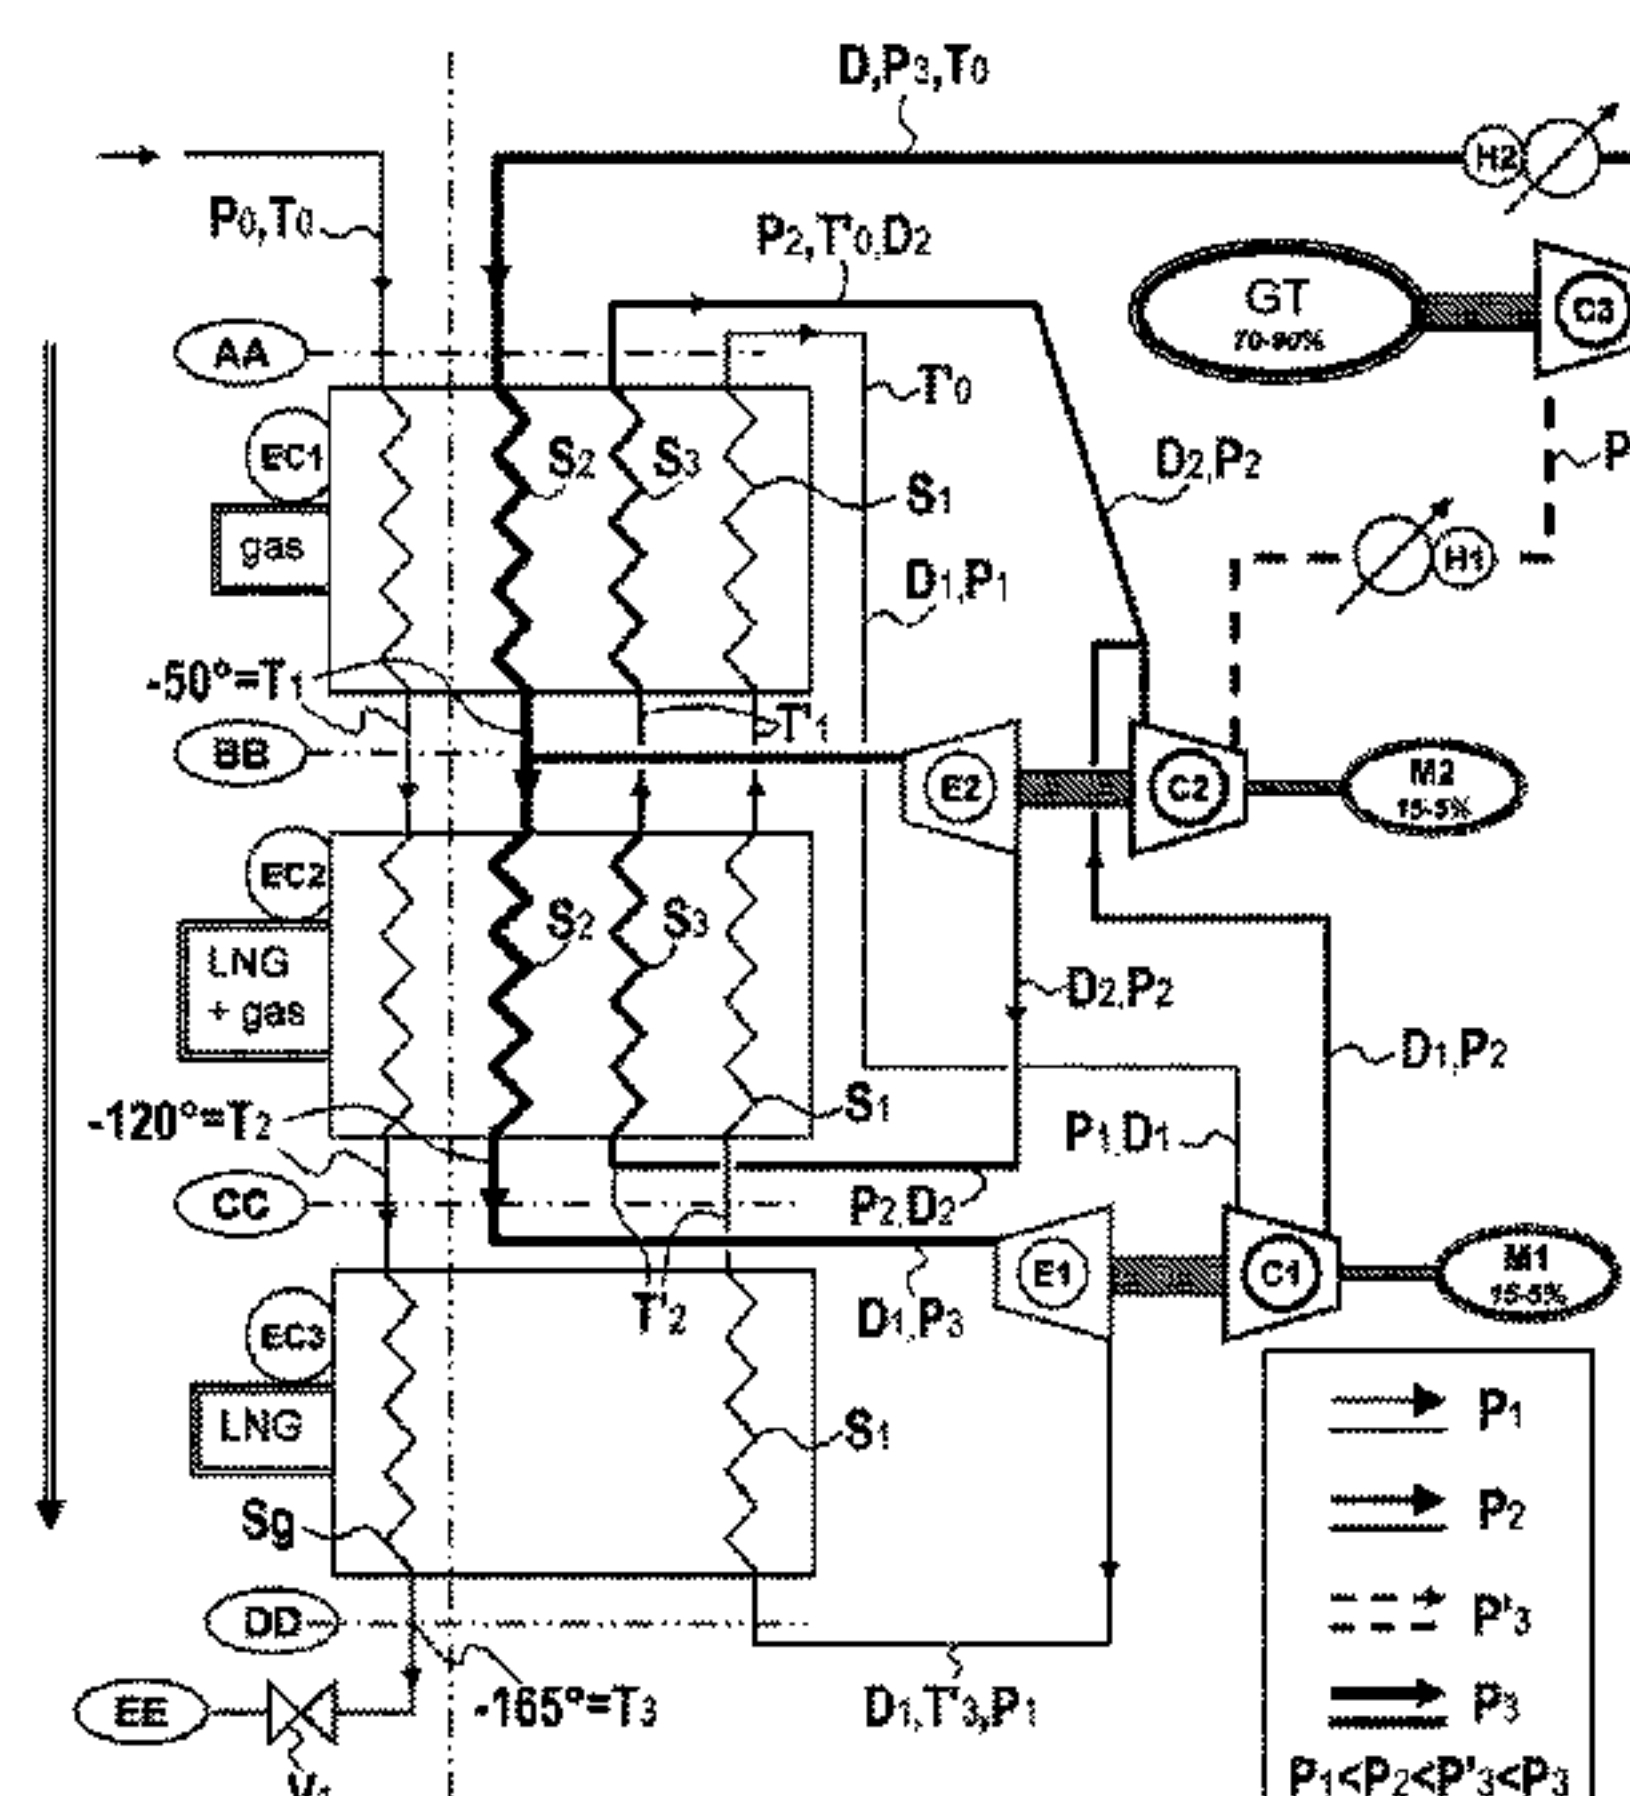 D,P3,T0
H2
P0,T0
P2,T'0,D2
GT
70-90%
C3
AA
T'0
EC1
S2
S3
S1
D2,P2
P
gas
H1
D1,P1
-50°=T1
T'1
BB
E2
C2
M2
15-5%
EC2
S2
S3
LNG
+ gas
D2,P2
D1,P2
-120°=T2
S1
P1,D1
CC
P2,D2
E1
C1
M1
15-5%
T'2
D1,P3
EC3
LNG
S1
P1
Sg
P2
DD
P'3
EE
-165°=T3
D1,T'3,P1
P3
V1
P1<P2<P'3<P3